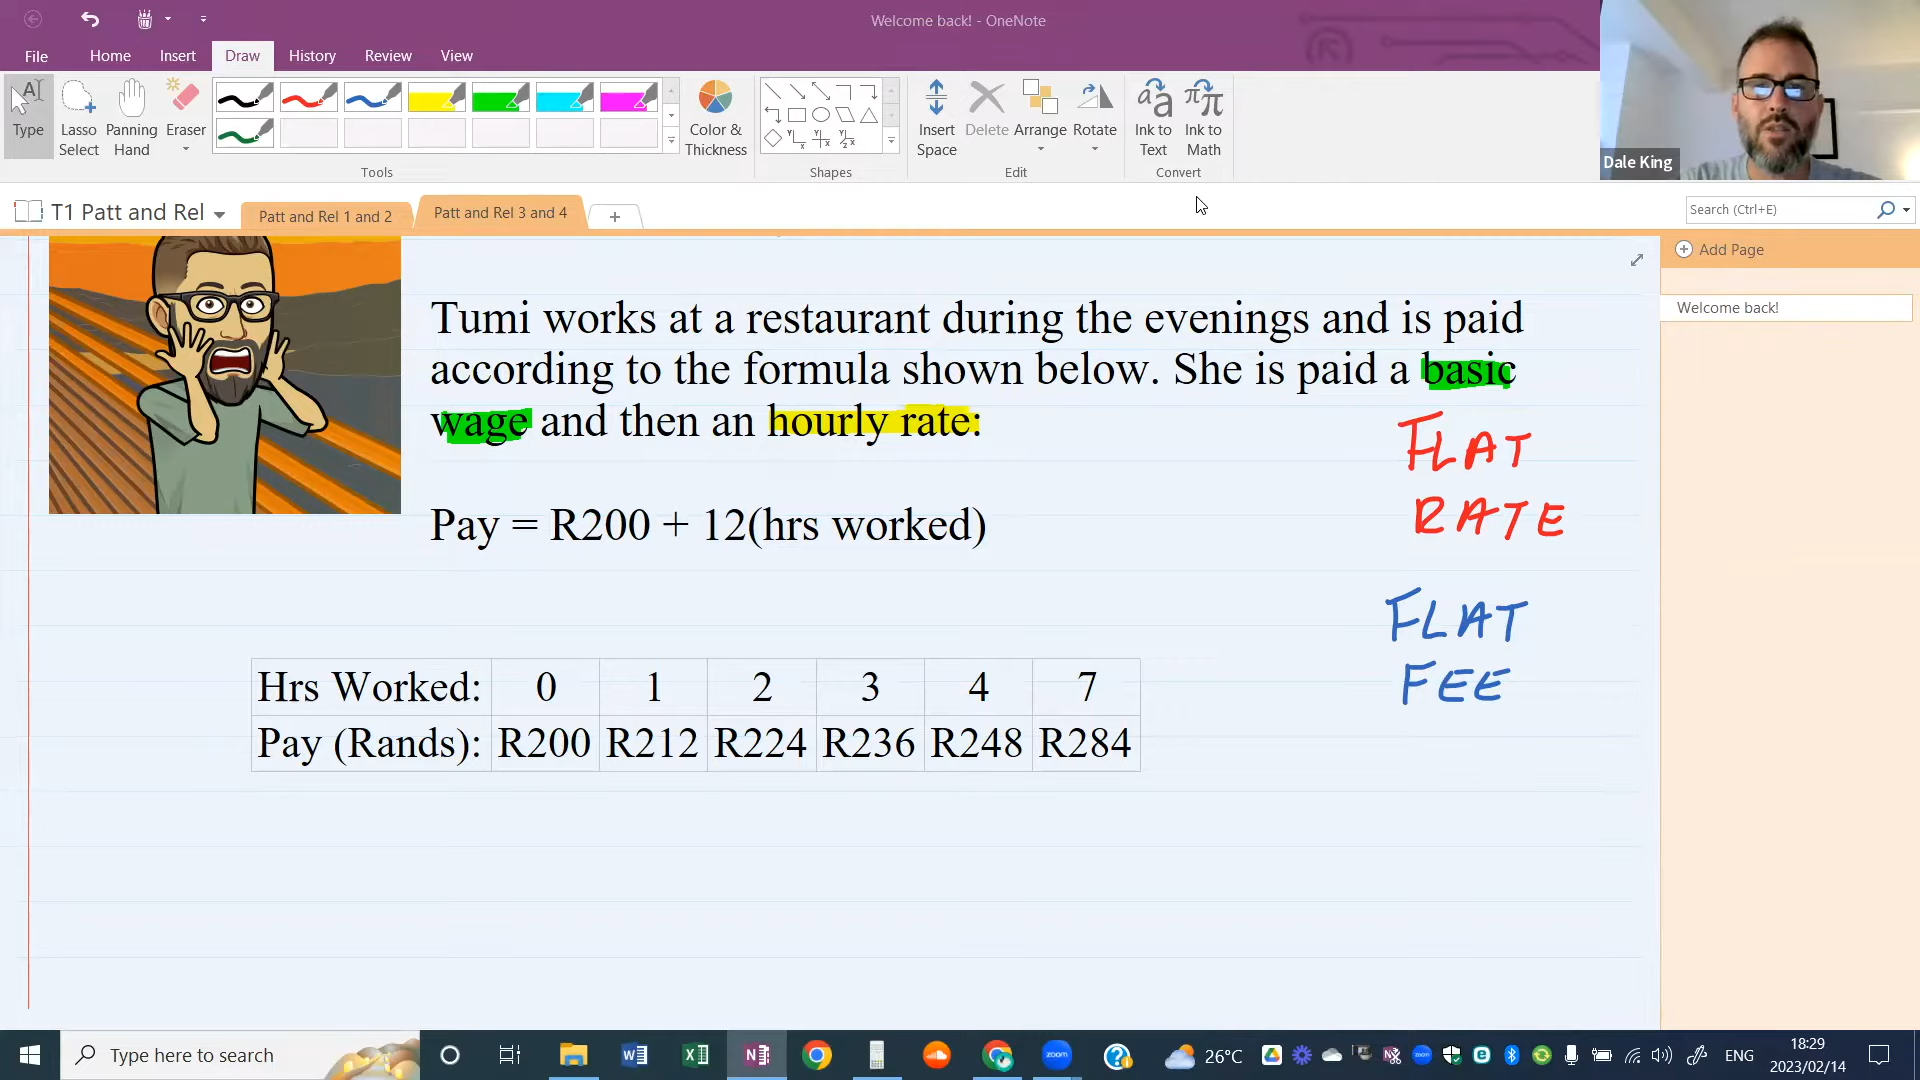 Welcome back! - OneNote
File
Home
Insert
Draw
History
Review
View
Type
Lasso
Select
Panning
Hand
Eraser
Color &
Thickness
Insert
Space
Delete
Arrange
Rotate
Ink to
Text
Ink to
Math
Tools
Shapes
Edit
Convert
Dale King
T1 Patt and Rel
Patt and Rel 1 and 2
Patt and Rel 3 and 4
Search (Ctrl+E)
Add Page
Welcome back!
Tumi works at a restaurant during the evenings and is paid
according to the formula shown below. She is paid a basic
wage and then an hourly rate:
FLAT
RATE
Pay = R200 + 12(hrs worked)
FLAT
FEE
Hrs Worked: 0 1 2 3 4 7
Pay (Rands): R200 R212 R224 R236 R248 R284
Type here to search
26°C
ENG
18:29
2023/02/14